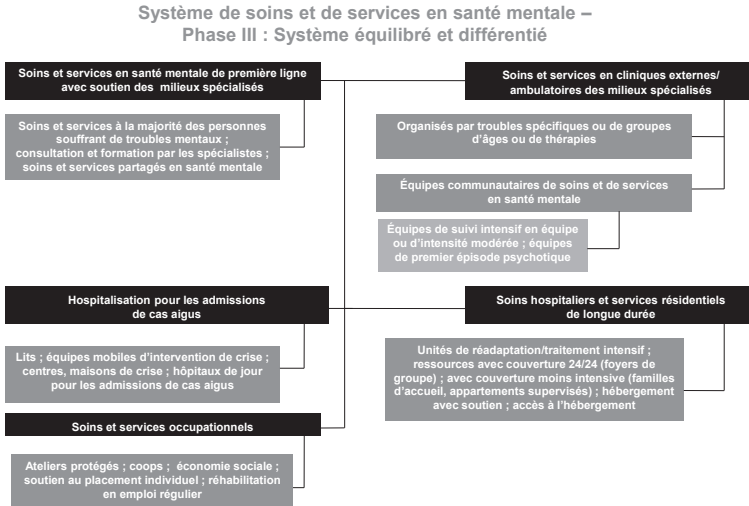 Système de soins et de services en santé mentale –
Phase III : Système équilibré et différentié
Soins et services en santé mentale de première ligne
avec soutien des milieux spécialisés
Soins et services à la majorité des personnes
souffrant de troubles mentaux ;
consultation et formation par les spécialistes ;
soins et services partagés en santé mentale
Soins et services en cliniques externes/
ambulatoires des milieux spécialisés
Organisés par troubles spécifiques ou de groupes
d'âges ou de thérapies
Équipes communautaires de soins et de services
en santé mentale
Équipes de suivi intensif en équipe
ou d'intensité modérée ; équipes
de premier épisode psychotique
Hospitalisation pour les admissions
de cas aigus
Lits ; équipes mobiles d'intervention de crise ;
centres, maisons de crise ; hôpitaux de jour
pour les admissions de cas aigus
Soins hospitaliers et services résidentiels
de longue durée
Unités de réadaptation/traitement intensif ;
ressources avec couverture 24/24 (foyers de
groupe) ; avec couverture moins intensive (familles
d'accueil, appartements supervisés) ; hébergement
avec soutien ; accès à l'hébergement
Soins et services occupationnels
Ateliers protégés ; coops ; économie sociale ;
soutien au placement individuel ; réhabilitation
en emploi régulier